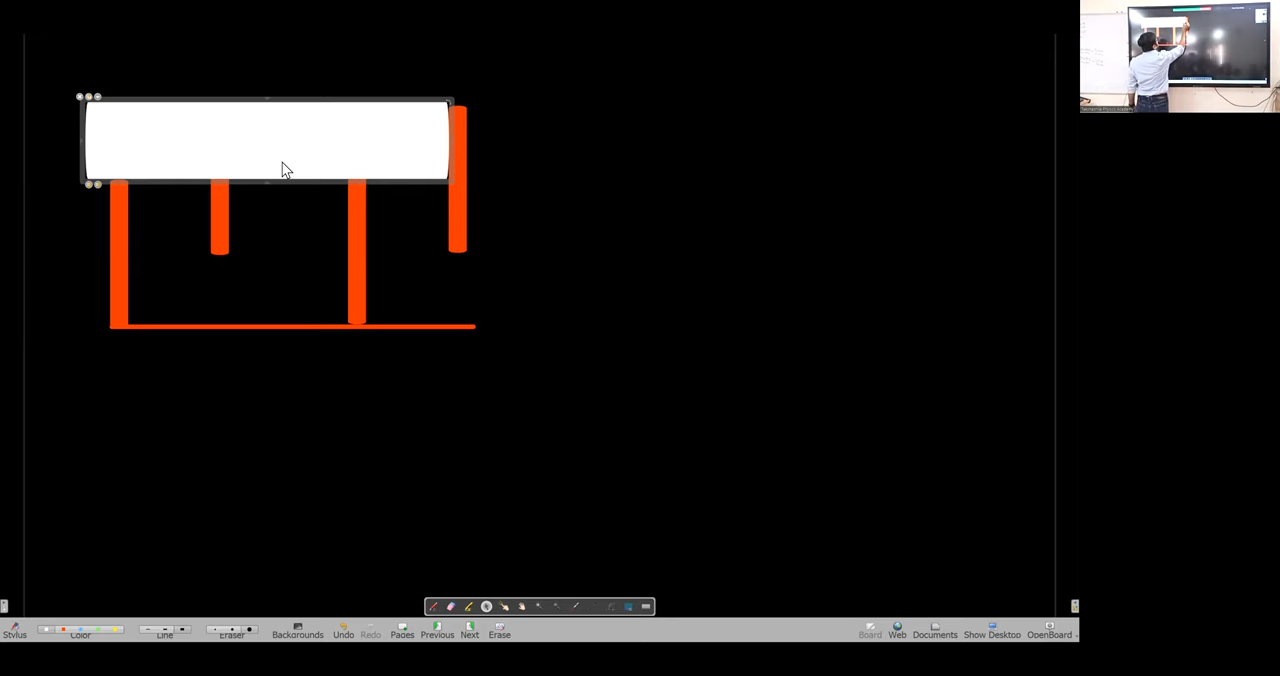 Stylus
Color
Line
Eraser
Backgrounds
Undo
Redo
Pages
Previous
Next
Erase
Board
Web
Documents
Show Desktop
OpenBoard